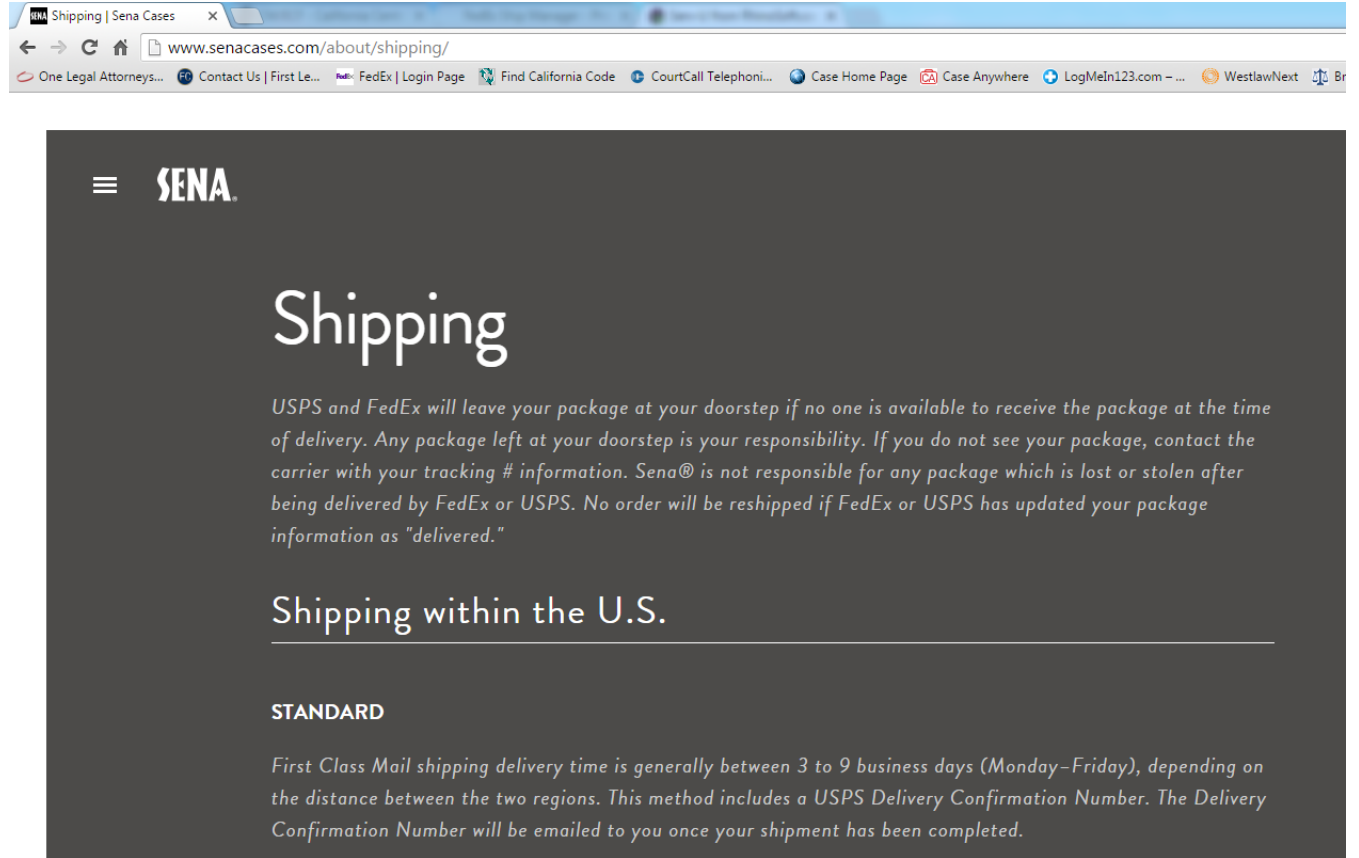 SENA Shipping | Sena Cases x
www.senacases.com/about/shipping/
One Legal Attorneys... FC Contact Us | First Le... FedEx FedEx | Login Page Find California Code CourtCall Telephoni... Case Home Page CA Case Anywhere LogMeIn123.com – ... WestlawNext Br
SENA®
Shipping
USPS and FedEx will leave your package at your doorstep if no one is available to receive the package at the time
of delivery. Any package left at your doorstep is your responsibility. If you do not see your package, contact the
carrier with your tracking # information. Sena® is not responsible for any package which is lost or stolen after
being delivered by FedEx or USPS. No order will be reshipped if FedEx or USPS has updated your package
information as "delivered."
Shipping within the U.S.
STANDARD
First Class Mail shipping delivery time is generally between 3 to 9 business days (Monday–Friday), depending on
the distance between the two regions. This method includes a USPS Delivery Confirmation Number. The Delivery
Confirmation Number will be emailed to you once your shipment has been completed.